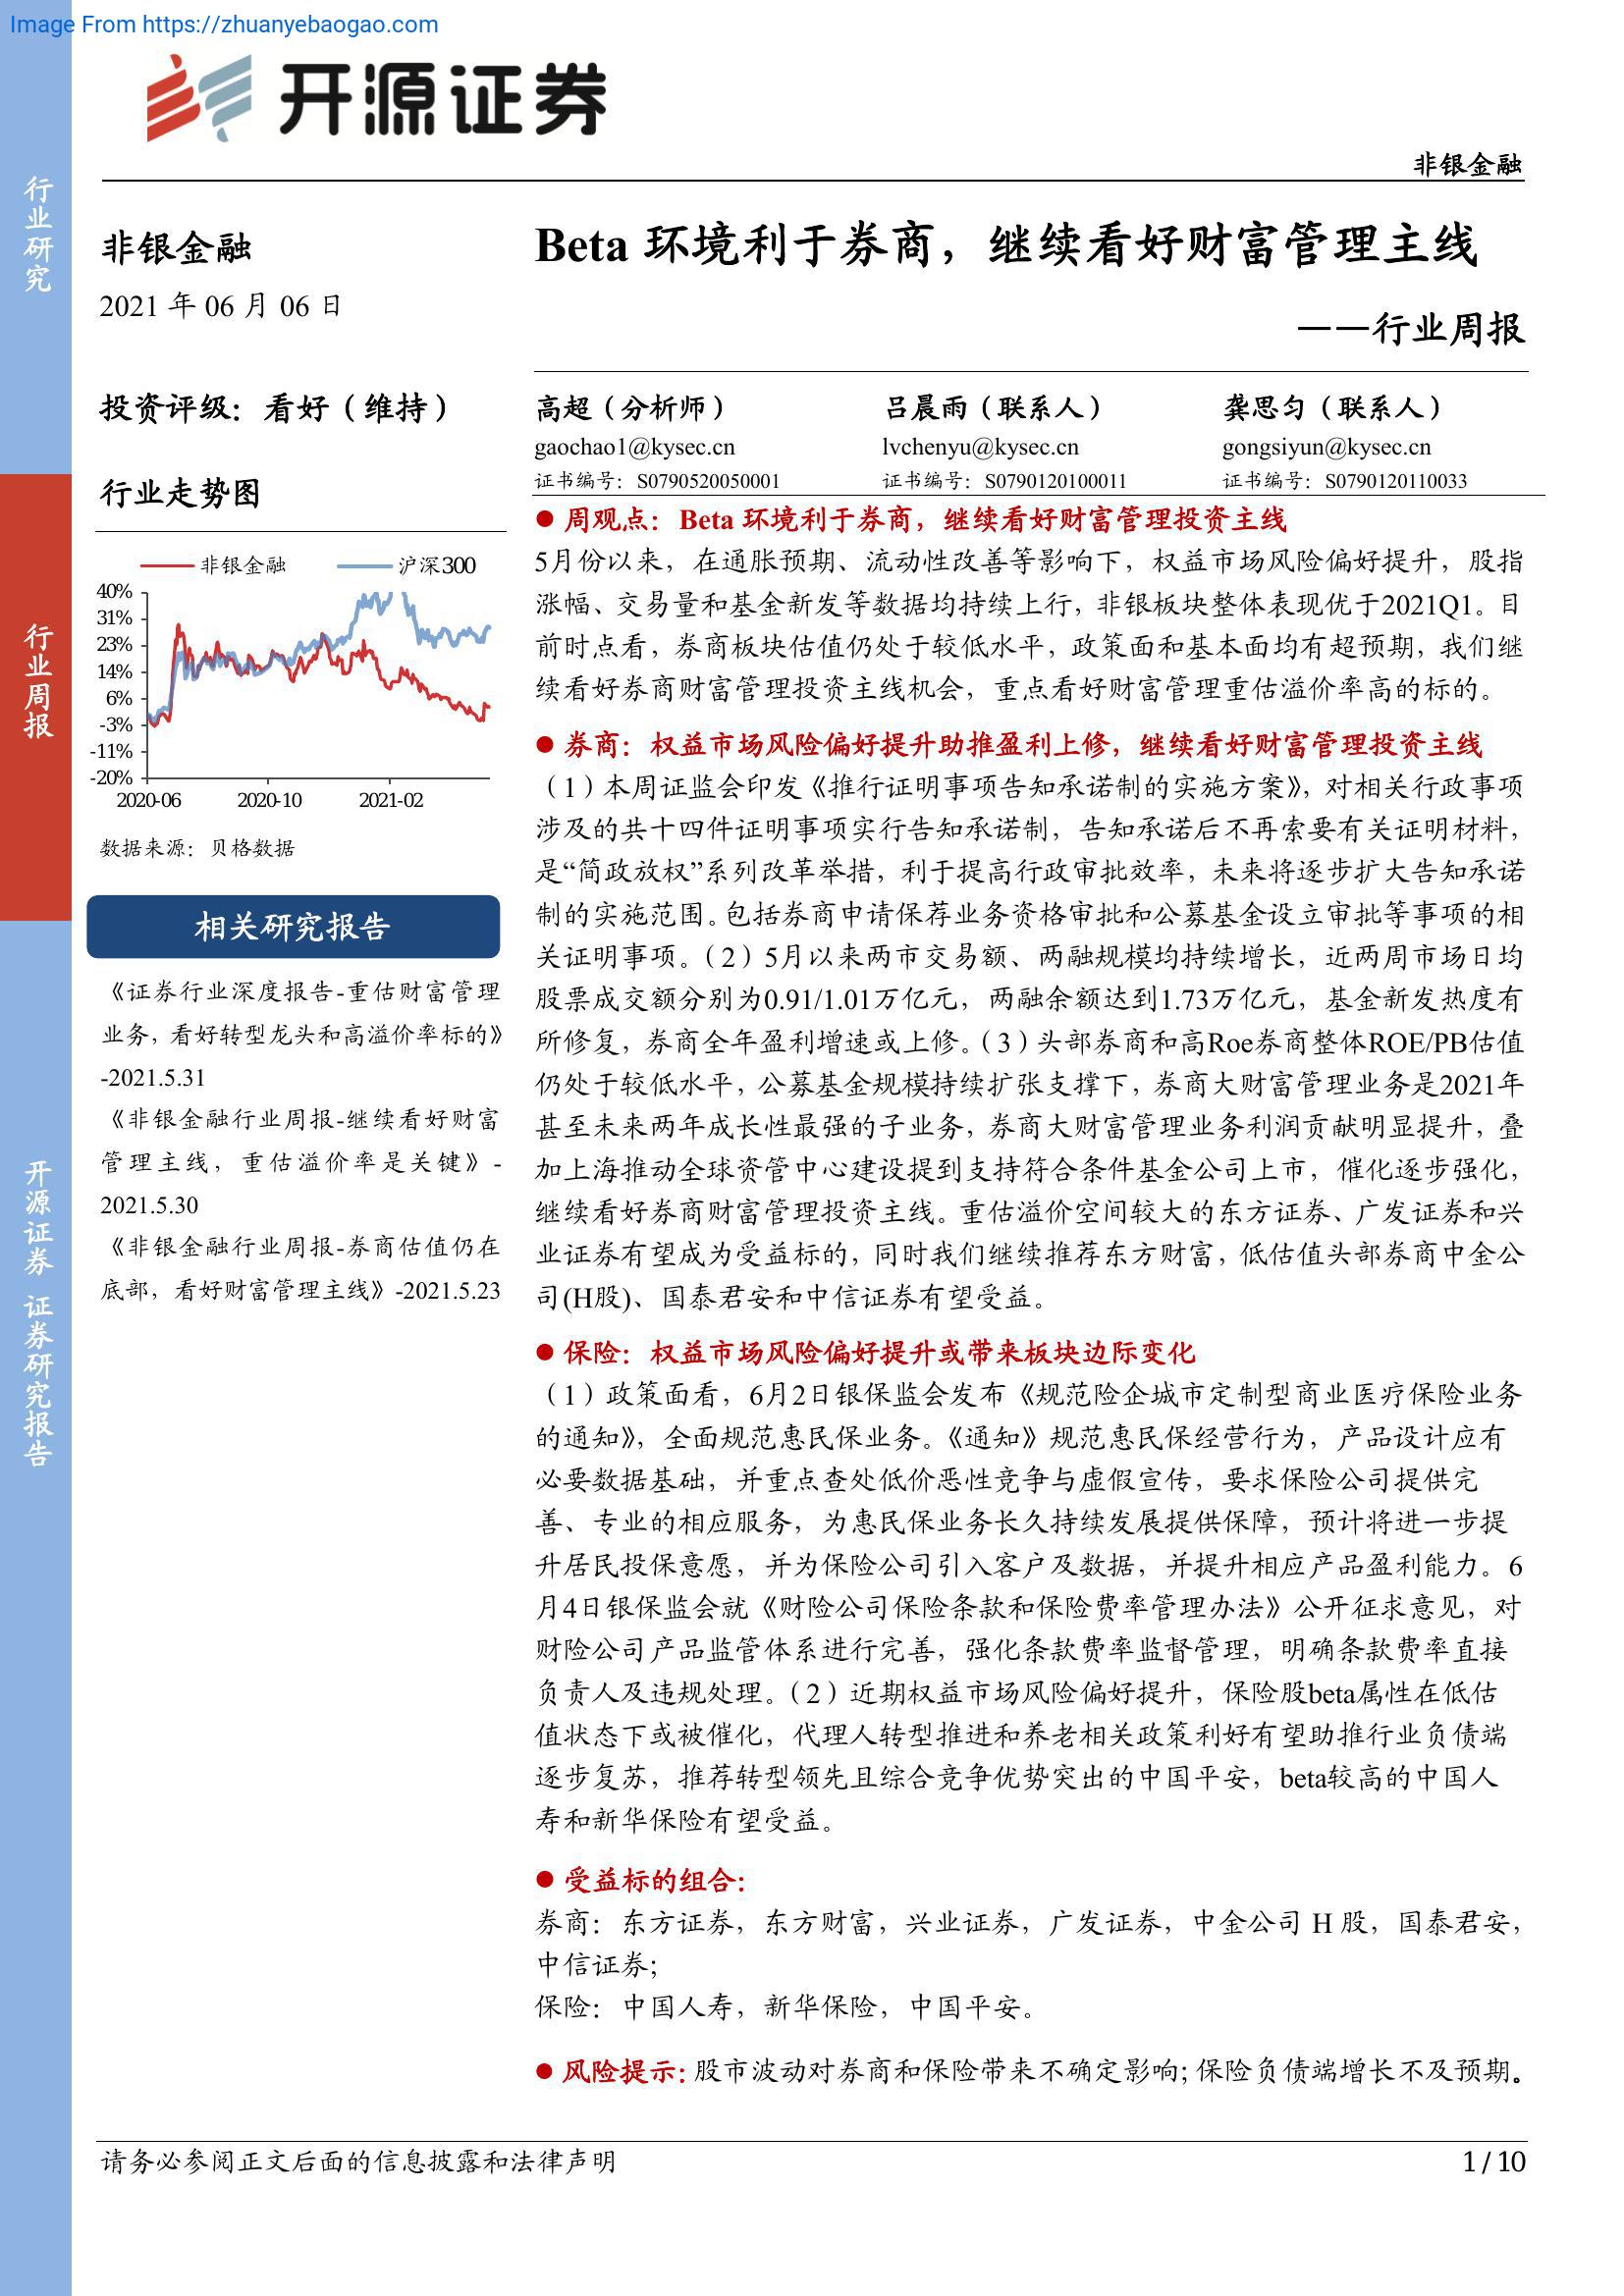 Image From https://zhuanyebaogao.com
开源证券
非银金融
行业研究
行业周报
开源证券 证券研究报告
非银金融
2021 年 06 月 06 日
投资评级：看好（维持）
行业走势图
非银金融 沪深300
40%
31%
23%
14%
6%
-3%
-11%
-20%
2020-06 2020-10 2021-02
数据来源：贝格数据
相关研究报告
《证券行业深度报告-重估财富管理
业务，看好转型龙头和高溢价率标的》
-2021.5.31
《非银金融行业周报-继续看好财富
管理主线，重估溢价率是关键》-
2021.5.30
《非银金融行业周报-券商估值仍在
底部，看好财富管理主线》-2021.5.23
Beta 环境利于券商，继续看好财富管理主线
——行业周报
高超（分析师） 吕晨雨（联系人） 龚思匀（联系人）
gaochao1@kysec.cn lvchenyu@kysec.cn gongsiyun@kysec.cn
证书编号：S0790520050001 证书编号：S0790120100011 证书编号：S0790120110033
● 周观点：Beta 环境利于券商，继续看好财富管理投资主线
5月份以来，在通胀预期、流动性改善等影响下，权益市场风险偏好提升，股指
涨幅、交易量和基金新发等数据均持续上行，非银板块整体表现优于2021Q1。目
前时点看，券商板块估值仍处于较低水平，政策面和基本面均有超预期，我们继
续看好券商财富管理投资主线机会，重点看好财富管理重估溢价率高的标的。
● 券商：权益市场风险偏好提升助推盈利上修，继续看好财富管理投资主线
（1）本周证监会印发《推行证明事项告知承诺制的实施方案》，对相关行政事项
涉及的共十四件证明事项实行告知承诺制，告知承诺后不再索要有关证明材料，
是“简政放权”系列改革举措，利于提高行政审批效率，未来将逐步扩大告知承诺
制的实施范围。包括券商申请保荐业务资格审批和公募基金设立审批等事项的相
关证明事项。（2）5月以来两市交易额、两融规模均持续增长，近两周市场日均
股票成交额分别为0.91/1.01万亿元，两融余额达到1.73万亿元，基金新发热度有
所修复，券商全年盈利增速或上修。（3）头部券商和高Roe券商整体ROE/PB估值
仍处于较低水平，公募基金规模持续扩张支撑下，券商大财富管理业务是2021年
甚至未来两年成长性最强的子业务，券商大财富管理业务利润贡献明显提升，叠
加上海推动全球资管中心建设提到支持符合条件基金公司上市，催化逐步强化，
继续看好券商财富管理投资主线。重估溢价空间较大的东方证券、广发证券和兴
业证券有望成为受益标的，同时我们继续推荐东方财富，低估值头部券商中金公
司(H股)、国泰君安和中信证券有望受益。
● 保险：权益市场风险偏好提升或带来板块边际变化
（1）政策面看，6月2日银保监会发布《规范险企城市定制型商业医疗保险业务
的通知》，全面规范惠民保业务。《通知》规范惠民保经营行为，产品设计应有
必要数据基础，并重点查处低价恶性竞争与虚假宣传，要求保险公司提供完
善、专业的相应服务，为惠民保业务长久持续发展提供保障，预计将进一步提
升居民投保意愿，并为保险公司引入客户及数据，并提升相应产品盈利能力。6
月4日银保监会就《财险公司保险条款和保险费率管理办法》公开征求意见，对
财险公司产品监管体系进行完善，强化条款费率监督管理，明确条款费率直接
负责人及违规处理。（2）近期权益市场风险偏好提升，保险股beta属性在低估
值状态下或被催化，代理人转型推进和养老相关政策利好有望助推行业负债端
逐步复苏，推荐转型领先且综合竞争优势突出的中国平安，beta较高的中国人
寿和新华保险有望受益。
● 受益标的组合：
券商：东方证券，东方财富，兴业证券，广发证券，中金公司 H 股，国泰君安，
中信证券；
保险：中国人寿，新华保险，中国平安。
● 风险提示：股市波动对券商和保险带来不确定影响；保险负债端增长不及预期。
请务必参阅正文后面的信息披露和法律声明 1 / 10